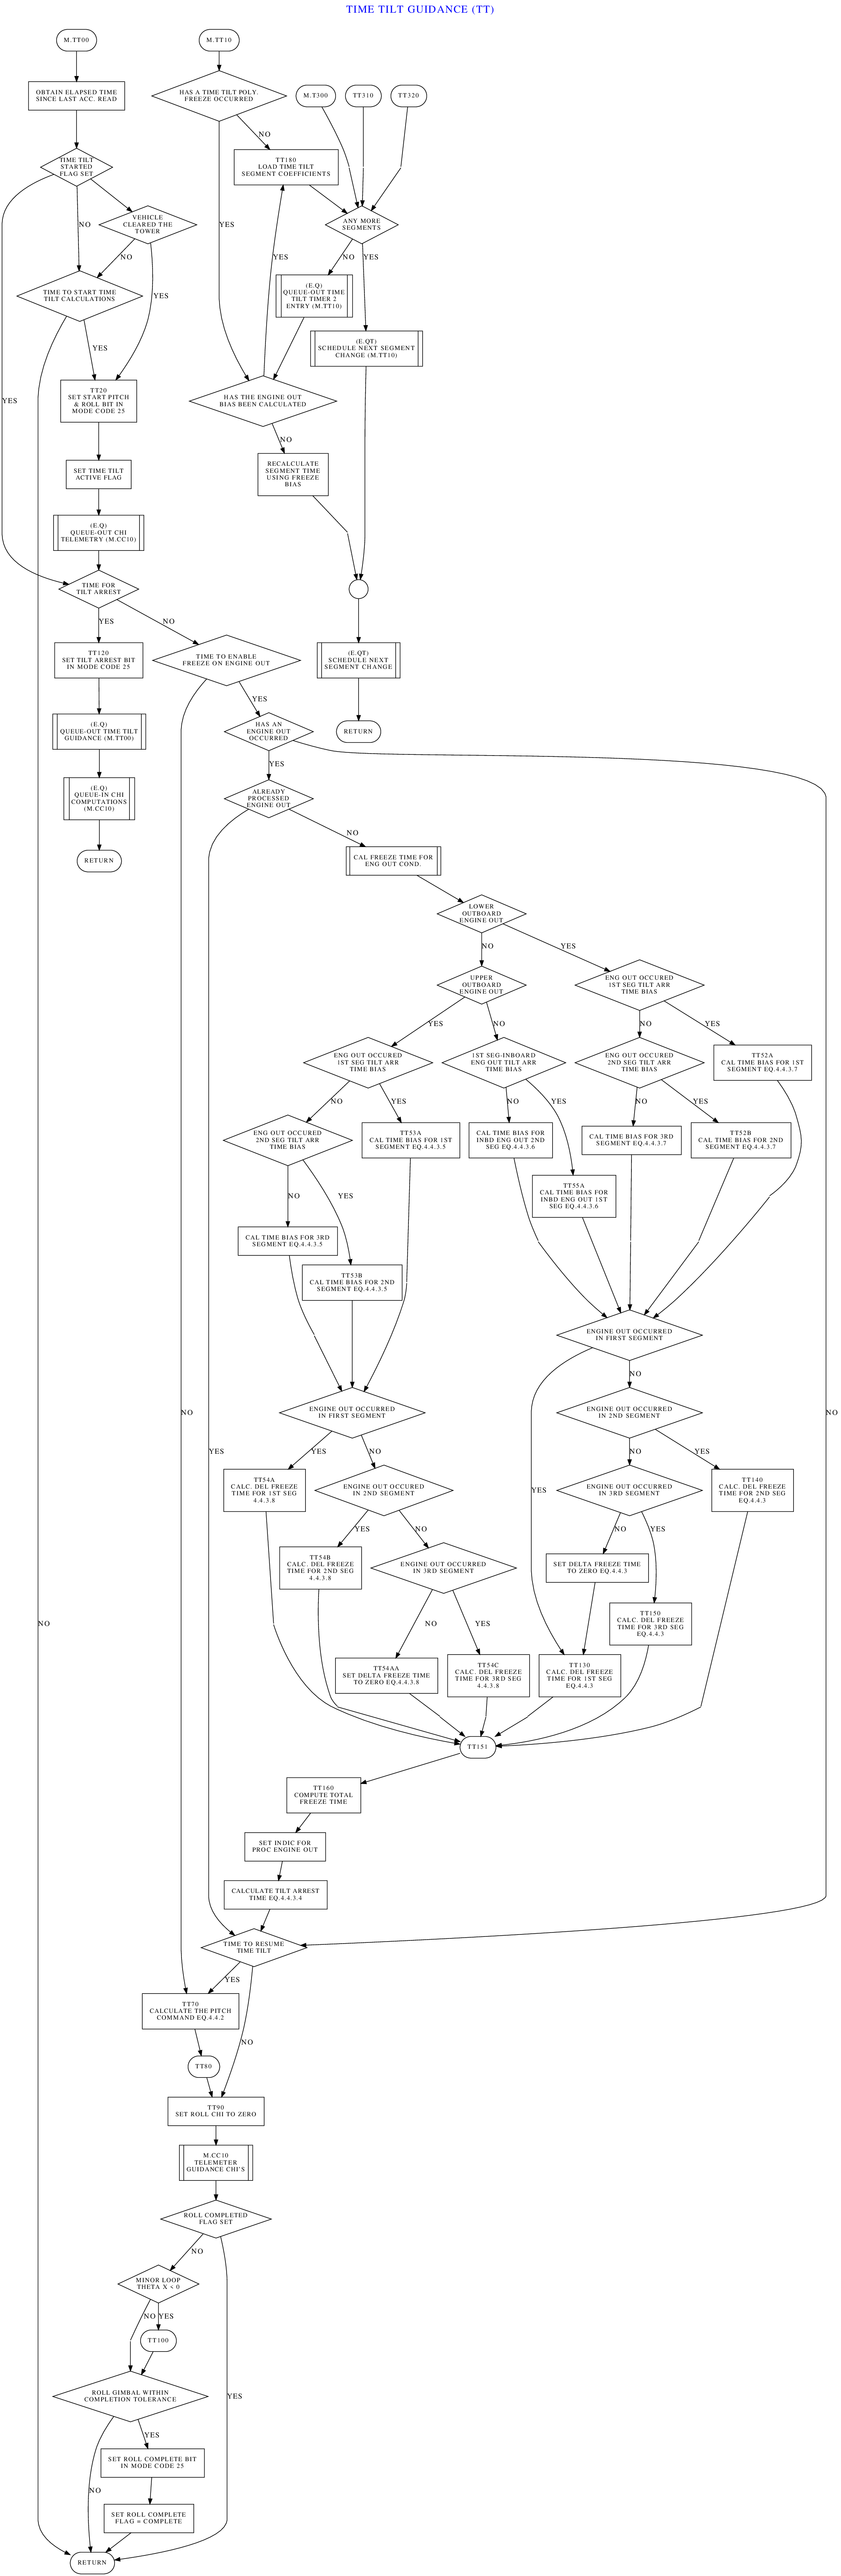 TIME TILT GUIDANCE (TT)
M.TT00
M.TT10
OBTAIN ELAPSED TIME
SINCE LAST ACC. READ
HAS A TIME TILT POLY.
FREEZE OCCURRED
M.T300
TT310
TT320
NO
TIME TILT
STARTED
FLAG SET
TT180
LOAD TIME TILT
SEGMENT COEFFICIENTS
VEHICLE
CLEARED THE
TOWER
NO
YES
ANY MORE
SEGMENTS
NO
YES
NO
YES
TIME TO START TIME
TILT CALCULATIONS
YES
(E.Q)
QUEUE-OUT TIME
TILT TIMER 2
ENTRY (M.TT10)
(E.QT)
SCHEDULE NEXT SEGMENT
CHANGE (M.TT10)
YES
YES
TT20
SET START PITCH
& ROLL BIT IN
MODE CODE 25
HAS THE ENGINE OUT
BIAS BEEN CALCULATED
NO
SET TIME TILT
ACTIVE FLAG
RECALCULATE
SEGMENT TIME
USING FREEZE
BIAS
(E.Q)
QUEUE-OUT CHI
TELEMETRY (M.CC10)
TIME FOR
TILT ARREST
YES
NO
TT120
SET TILT ARREST BIT
IN MODE CODE 25
TIME TO ENABLE
FREEZE ON ENGINE OUT
(E.QT)
SCHEDULE NEXT
SEGMENT CHANGE
YES
(E.Q)
QUEUE-OUT TIME TILT
GUIDANCE (M.TT00)
HAS AN
ENGINE OUT
OCCURRED
RETURN
YES
(E.Q)
QUEUE-IN CHI
COMPUTATIONS
(M.CC10)
ALREADY
PROCESSED
ENGINE OUT
NO
RETURN
CAL FREEZE TIME FOR
ENG OUT COND.
LOWER
OUTBOARD
ENGINE OUT
NO
YES
UPPER
OUTBOARD
ENGINE OUT
ENG OUT OCCURED
1ST SEG TILT ARR
TIME BIAS
YES
NO
NO
YES
ENG OUT OCCURED
1ST SEG TILT ARR
TIME BIAS
1ST SEG-INBOARD
ENG OUT TILT ARR
TIME BIAS
ENG OUT OCCURED
2ND SEG TILT ARR
TIME BIAS
TT52A
CAL TIME BIAS FOR 1ST
SEGMENT EQ.4.4.3.7
NO
YES
NO
YES
NO
YES
ENG OUT OCCURED
2ND SEG TILT ARR
TIME BIAS
TT53A
CAL TIME BIAS FOR 1ST
SEGMENT EQ.4.4.3.5
CAL TIME BIAS FOR
INBD ENG OUT 2ND
SEG EQ.4.4.3.6
CAL TIME BIAS FOR 3RD
SEGMENT EQ.4.4.3.7
TT52B
CAL TIME BIAS FOR 2ND
SEGMENT EQ.4.4.3.7
NO
YES
TT55A
CAL TIME BIAS FOR
INBD ENG OUT 1ST
SEG EQ.4.4.3.6
CAL TIME BIAS FOR 3RD
SEGMENT EQ.4.4.3.5
TT53B
CAL TIME BIAS FOR 2ND
SEGMENT EQ.4.4.3.5
ENGINE OUT OCCURRED
IN FIRST SEGMENT
NO
ENGINE OUT OCCURRED
IN FIRST SEGMENT
ENGINE OUT OCCURRED
IN 2ND SEGMENT
NO
NO
YES
YES
NO
YES
NO
YES
TT54A
CALC. DEL FREEZE
TIME FOR 1ST SEG
4.4.3.8
ENGINE OUT OCCURED
IN 2ND SEGMENT
YES
ENGINE OUT OCCURRED
IN 3RD SEGMENT
TT140
CALC. DEL FREEZE
TIME FOR 2ND SEG
EQ.4.4.3
YES
NO
NO
YES
TT54B
CALC. DEL FREEZE
TIME FOR 2ND SEG
4.4.3.8
ENGINE OUT OCCURRED
IN 3RD SEGMENT
SET DELTA FREEZE TIME
TO ZERO EQ.4.4.3
NO
NO
YES
TT150
CALC. DEL FREEZE
TIME FOR 3RD SEG
EQ.4.4.3
TT54AA
SET DELTA FREEZE TIME
TO ZERO EQ.4.4.3.8
TT54C
CALC. DEL FREEZE
TIME FOR 3RD SEG
4.4.3.8
TT130
CALC. DEL FREEZE
TIME FOR 1ST SEG
EQ.4.4.3
TT151
TT160
COMPUTE TOTAL
FREEZE TIME
SET INDIC FOR
PROC ENGINE OUT
CALCULATE TILT ARREST
TIME EQ.4.4.3.4
TIME TO RESUME
TIME TILT
YES
TT70
CALCULATE THE PITCH
COMMAND EQ.4.4.2
NO
TT80
TT90
SET ROLL CHI TO ZERO
M.CC10
TELEMETER
GUIDANCE CHI'S
ROLL COMPLETED
FLAG SET
NO
MINOR LOOP
THETA X < 0
NO
YES
TT100
ROLL GIMBAL WITHIN
COMPLETION TOLERANCE
YES
YES
SET ROLL COMPLETE BIT
IN MODE CODE 25
NO
SET ROLL COMPLETE
FLAG = COMPLETE
RETURN